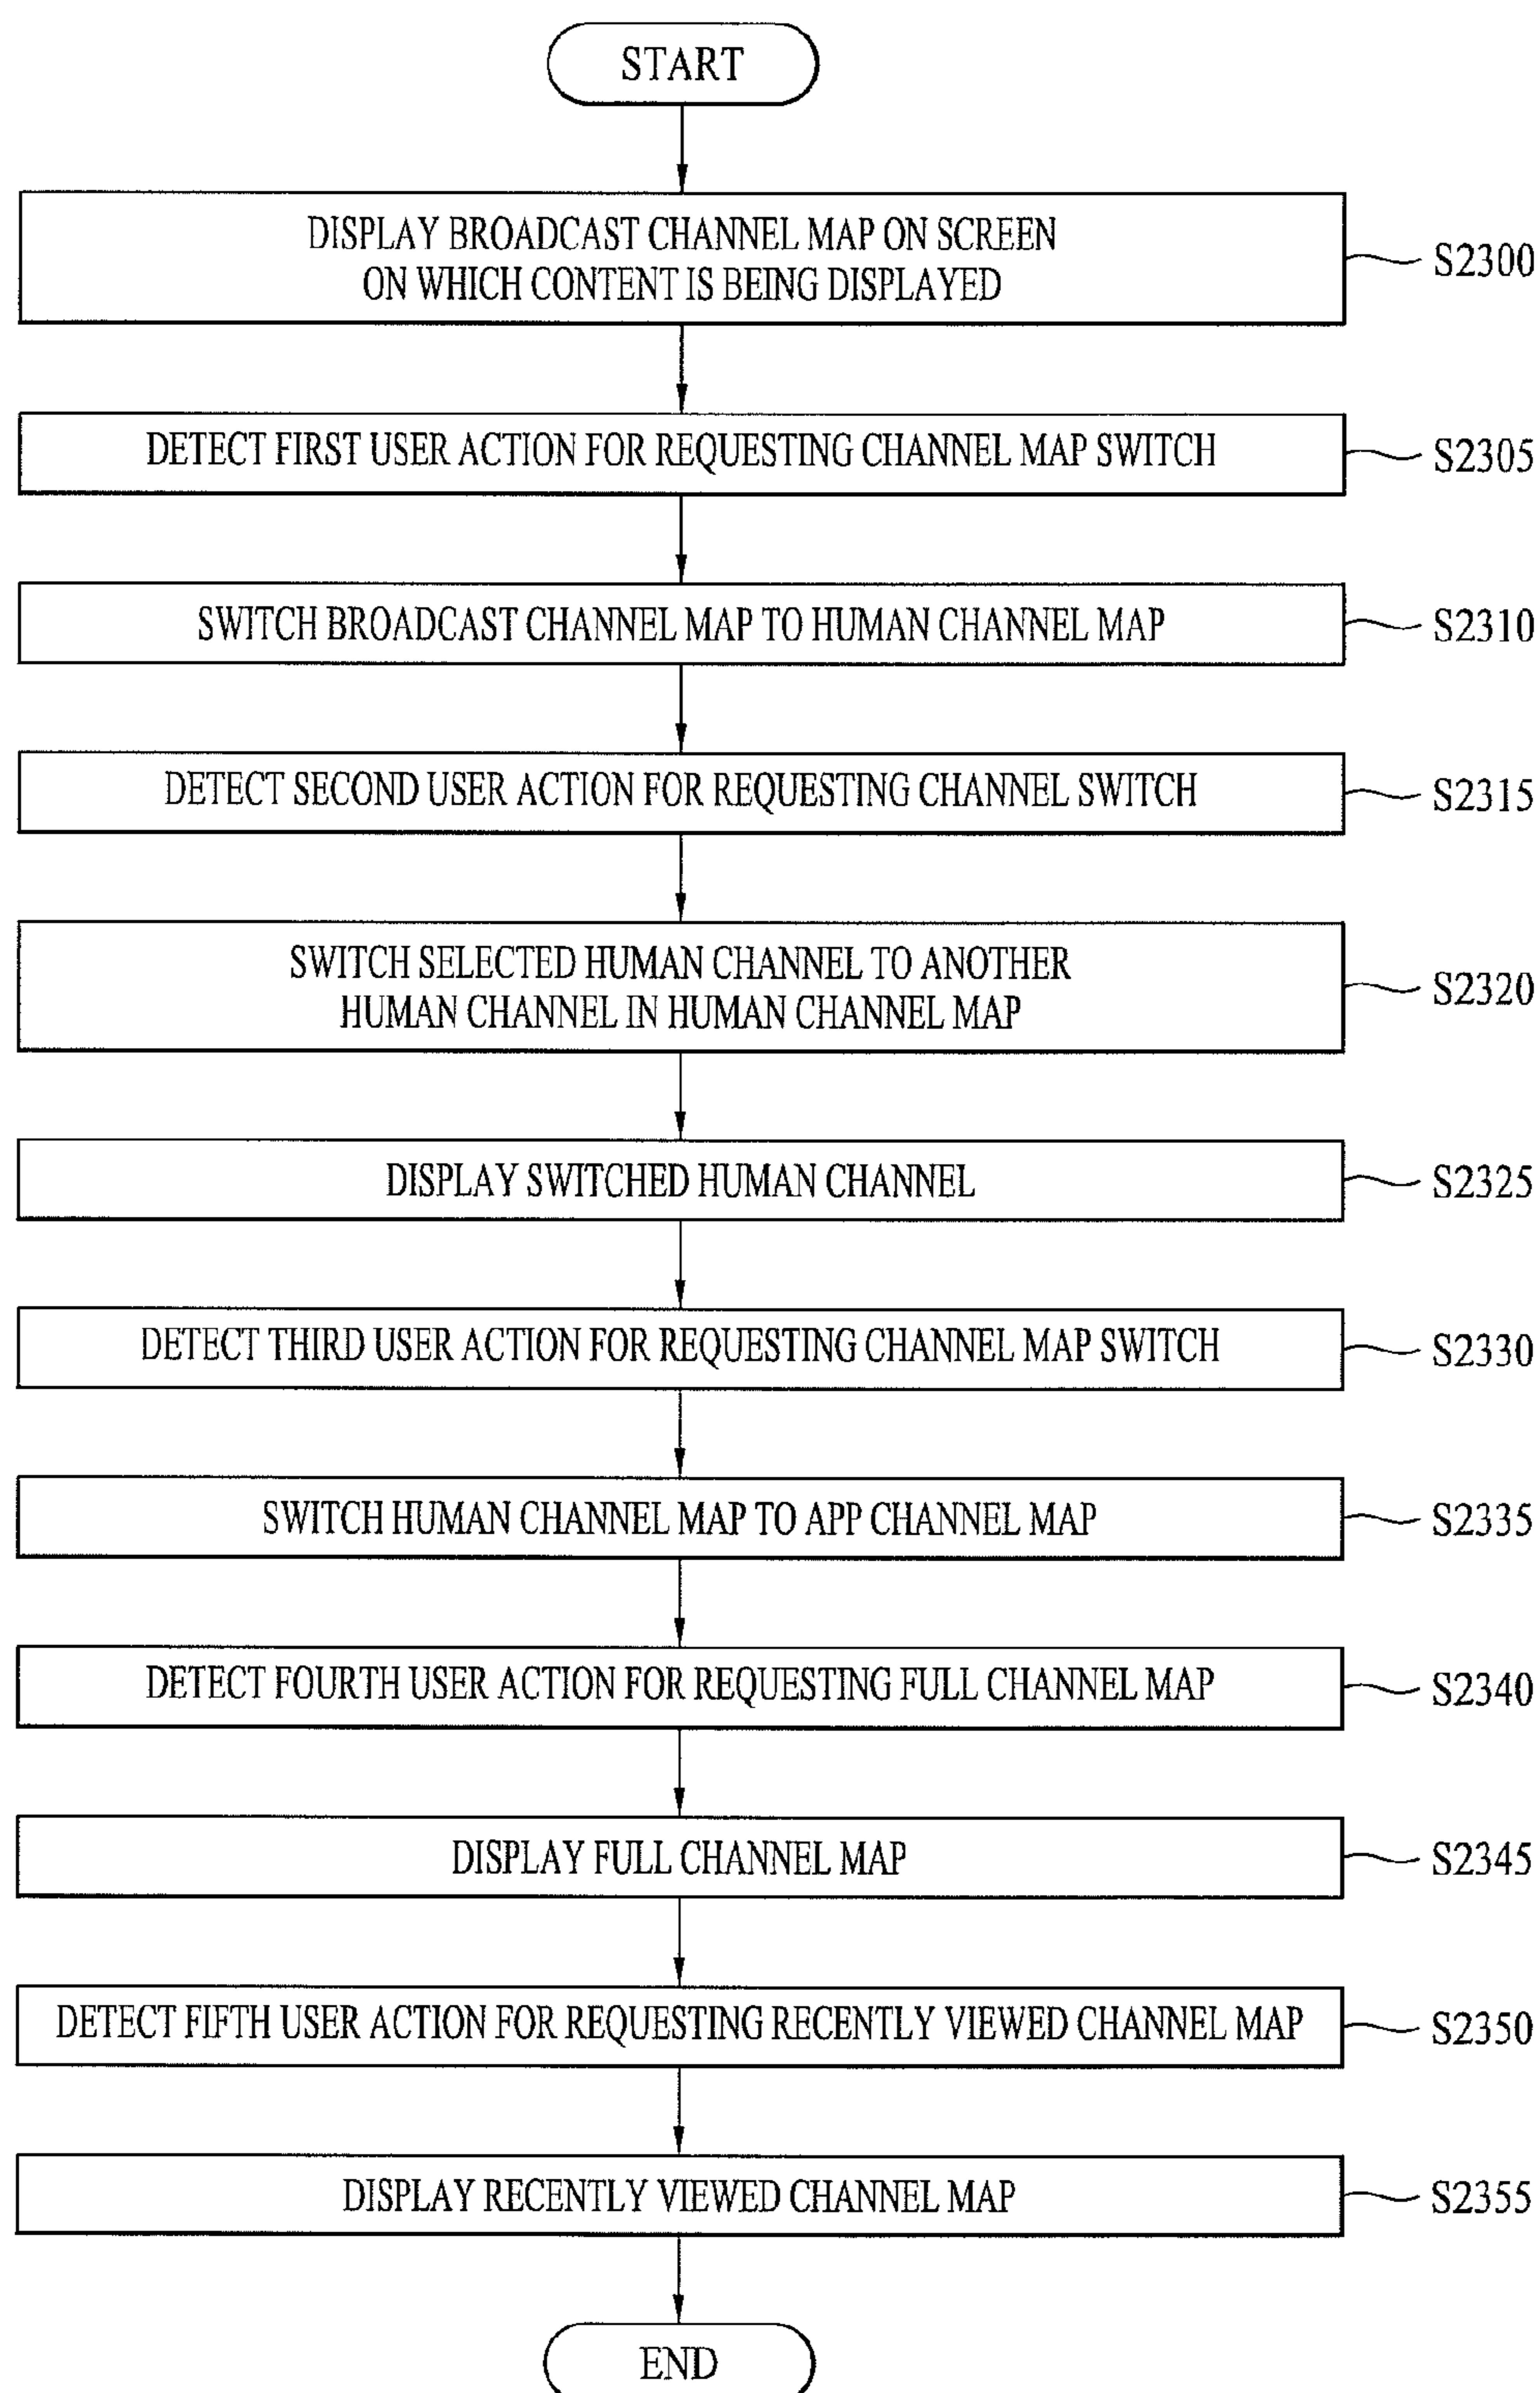 START
DISPLAY BROADCAST CHANNEL MAP ON SCREEN
ON WHICH CONTENT IS BEING DISPLAYED
S2300
DETECT FIRST USER ACTION FOR REQUESTING CHANNEL MAP SWITCH
S2305
SWITCH BROADCAST CHANNEL MAP TO HUMAN CHANNEL MAP
S2310
DETECT SECOND USER ACTION FOR REQUESTING CHANNEL SWITCH
S2315
SWITCH SELECTED HUMAN CHANNEL TO ANOTHER
HUMAN CHANNEL IN HUMAN CHANNEL MAP
S2320
DISPLAY SWITCHED HUMAN CHANNEL
S2325
DETECT THIRD USER ACTION FOR REQUESTING CHANNEL MAP SWITCH
S2330
SWITCH HUMAN CHANNEL MAP TO APP CHANNEL MAP
S2335
DETECT FOURTH USER ACTION FOR REQUESTING FULL CHANNEL MAP
S2340
DISPLAY FULL CHANNEL MAP
S2345
DETECT FIFTH USER ACTION FOR REQUESTING RECENTLY VIEWED CHANNEL MAP
S2350
DISPLAY RECENTLY VIEWED CHANNEL MAP
S2355
END